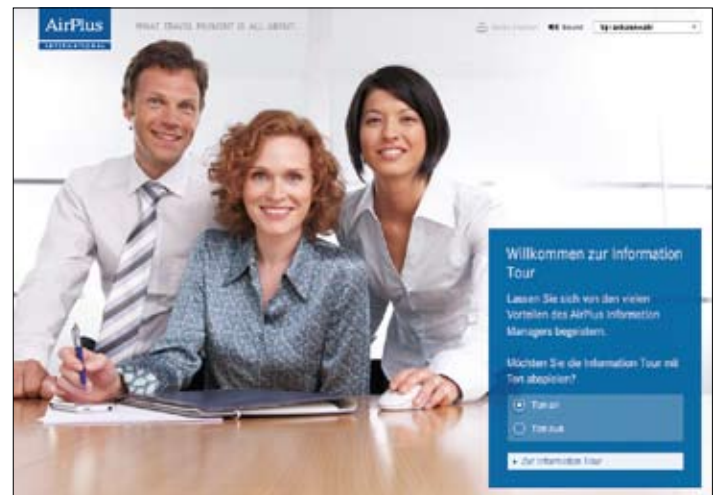 AirPlus
INTERNATIONAL
WHAT TRAVEL PAYMENT IS ALL ABOUT.
Sound
Willkommen zur Information
Tour
Lassen Sie sich von den vielen
Vorteilen des AirPlus Information
Managers begeistern.
Möchten Sie die Information Tour mit
Ton abspielen?
Ton an
Ton aus
Zur Information Tour